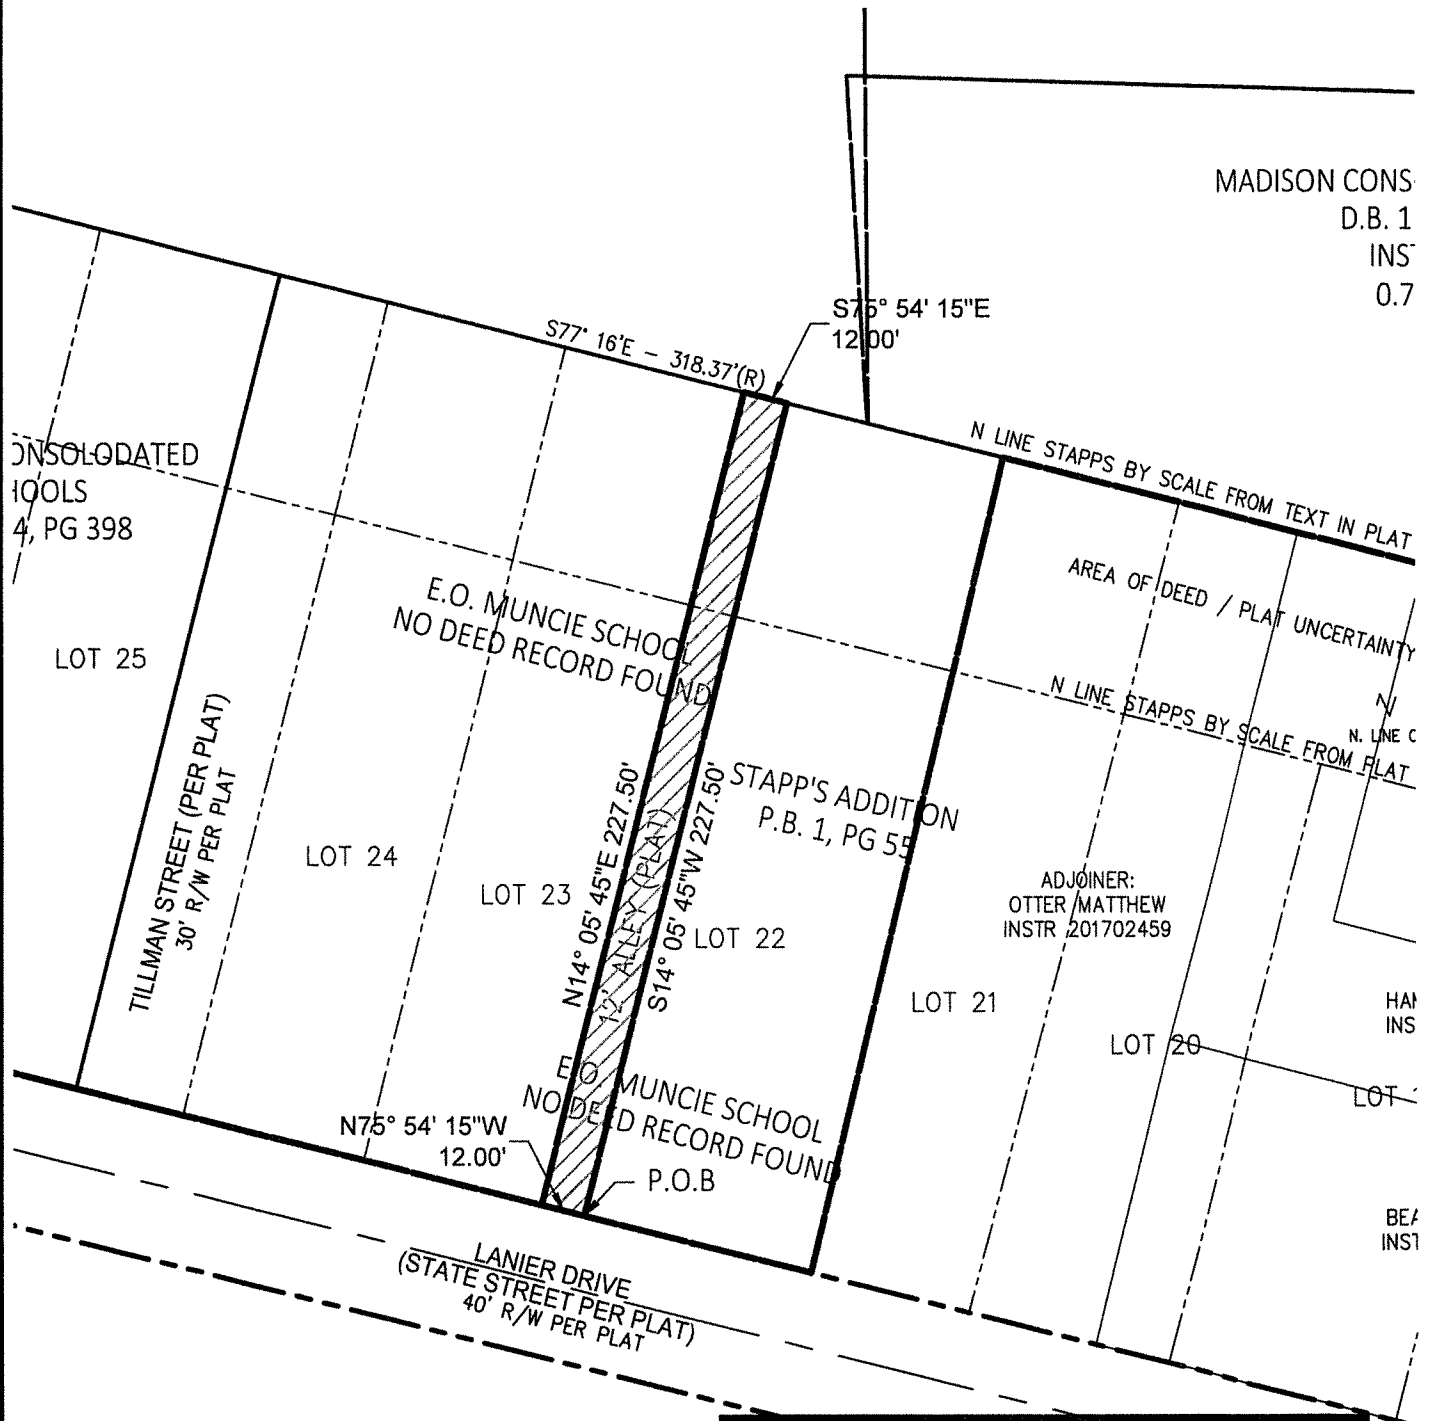 MADISON CONS
D.B. 1
INST
0.7
S75° 54' 15"E
12.00'
S77° 16'E – 318.37'(R)
N LINE STAPPS BY SCALE FROM TEXT IN PLAT
ONSOLODATED
HOOLS
4, PG 398
AREA OF DEED / PLAT UNCERTAINTY
E.O. MUNCIE SCHOOL
NO DEED RECORD FOUND
LOT 25
N LINE STAPPS BY SCALE FROM PLAT
N
N. LINE
TILLMAN STREET (PER PLAT)
30' R/W PER PLAT
STAPP'S ADDITION
P.B. 1, PG 55
LOT 24
LOT 23
N14° 05' 45"E 227.50'
12' ALLEY (PLAT)
S14° 05' 45"W 227.50'
LOT 22
ADJOINER:
OTTER MATTHEW
INSTR 201702459
LOT 21
LOT 20
HAN
INS
LOT
E.O. MUNCIE SCHOOL
NO DEED RECORD FOUND
N75° 54' 15"W
12.00'
P.O.B
BEA
INST
LANIER DRIVE
(STATE STREET PER PLAT)
40' R/W PER PLAT